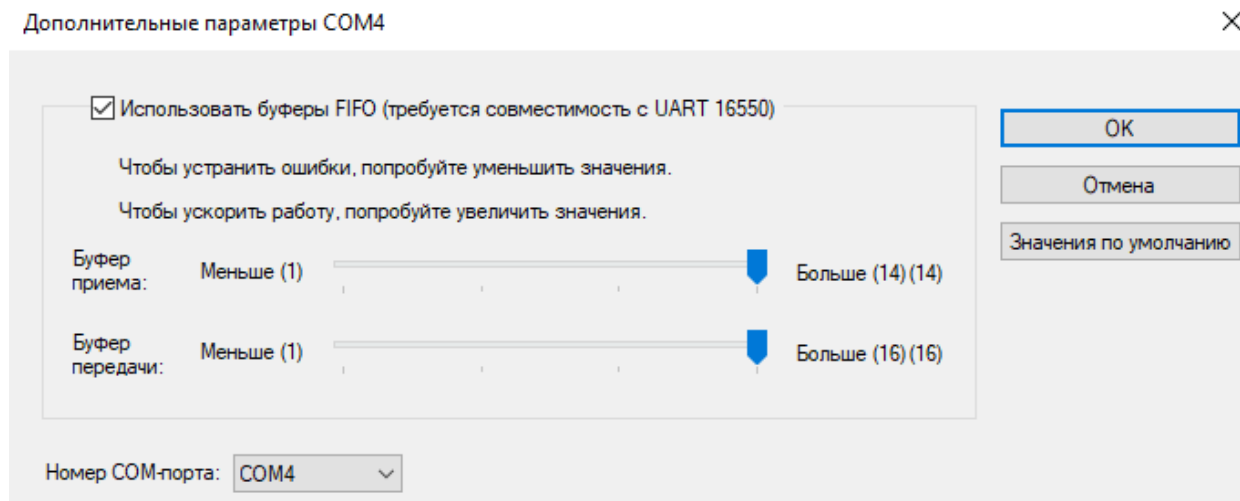 Дополнительные параметры COM4
Использовать буферы FIFO (требуется совместимость с UART 16550)
Чтобы устранить ошибки, попробуйте уменьшить значения.
Чтобы ускорить работу, попробуйте увеличить значения.
Буфер
приема:
Меньше (1)
Больше (14) (14)
Буфер
передачи:
Меньше (1)
Больше (16) (16)
Номер COM-порта:
COM4
OK
Отмена
Значения по умолчанию